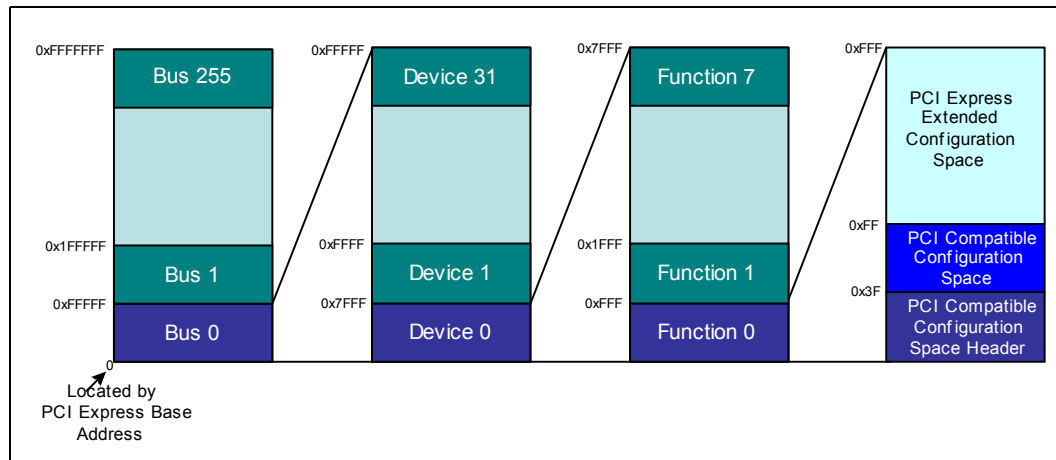 0xFFFFFFF
Bus 255
0x1FFFFF
Bus 1
0xFFFFF
Bus 0
0
Located by
PCI Express Base
Address
0xFFFFF
Device 31
0xFFFF
Device 1
0x7FFF
Device 0
0x7FFF
Function 7
0x1FFF
Function 1
0xFFF
Function 0
0xFFF
PCI Express
Extended
Configuration
Space
0xFF
PCI Compatible
Configuration
Space
0x3F
PCI Compatible
Configuration
Space Header